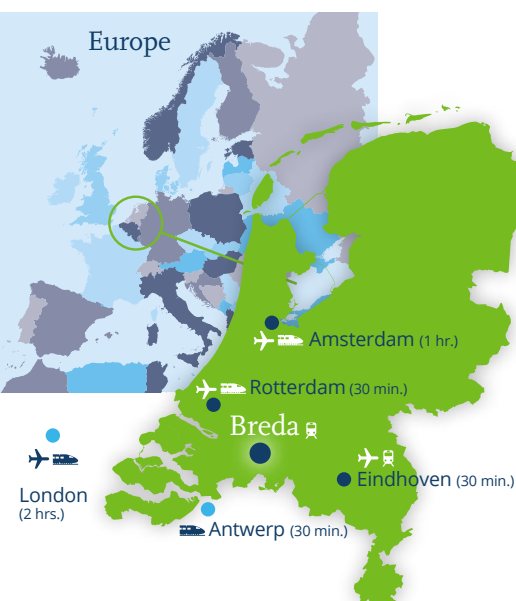 Europe
Amsterdam (1 hr.)
Rotterdam (30 min.)
Breda
Eindhoven (30 min.)
London
(2 hrs.)
Antwerp (30 min.)